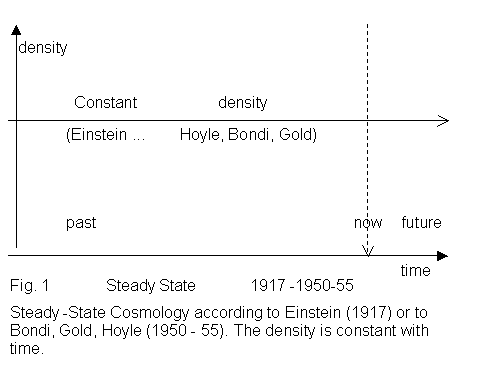 density
Constant density
(Einstein ... Hoyle, Bondi, Gold)
past now future
time
Fig. 1 Steady State 1917 -1950-55
Steady -State Cosmology according to Einstein (1917) or to
Bondi, Gold, Hoyle (1950 - 55). The density is constant with
time.